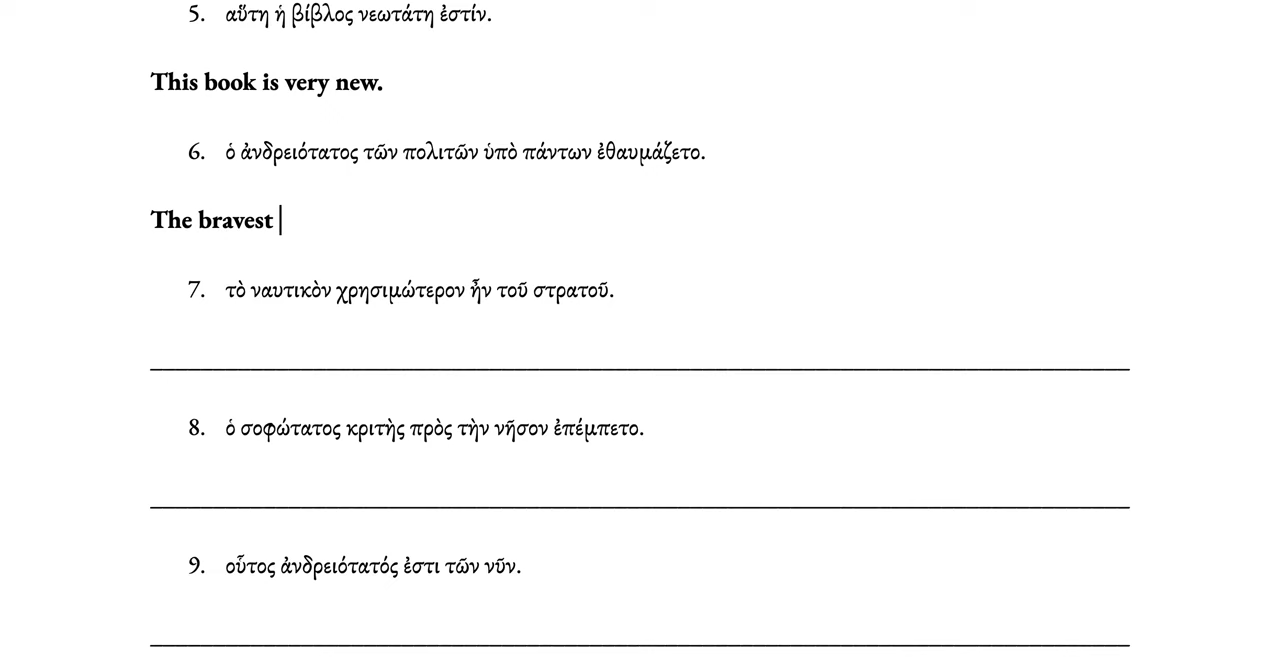 5. αὕτη ἡ βίβλος νεωτάτη ἐστίν.
This book is very new.
6. ὁ ἀνδρειότατος τῶν πολιτῶν ὑπὸ πάντων ἐθαυμάζετο.
The bravest
7. τὸ ναυτικὸν χρησιμώτερον ἦν τοῦ στρατοῦ.
8. ὁ σοφώτατος κριτὴς πρὸς τὴν νῆσον ἐπέμπετο.
9. οὗτος ἀνδρειότατός ἐστι τῶν νῦν.